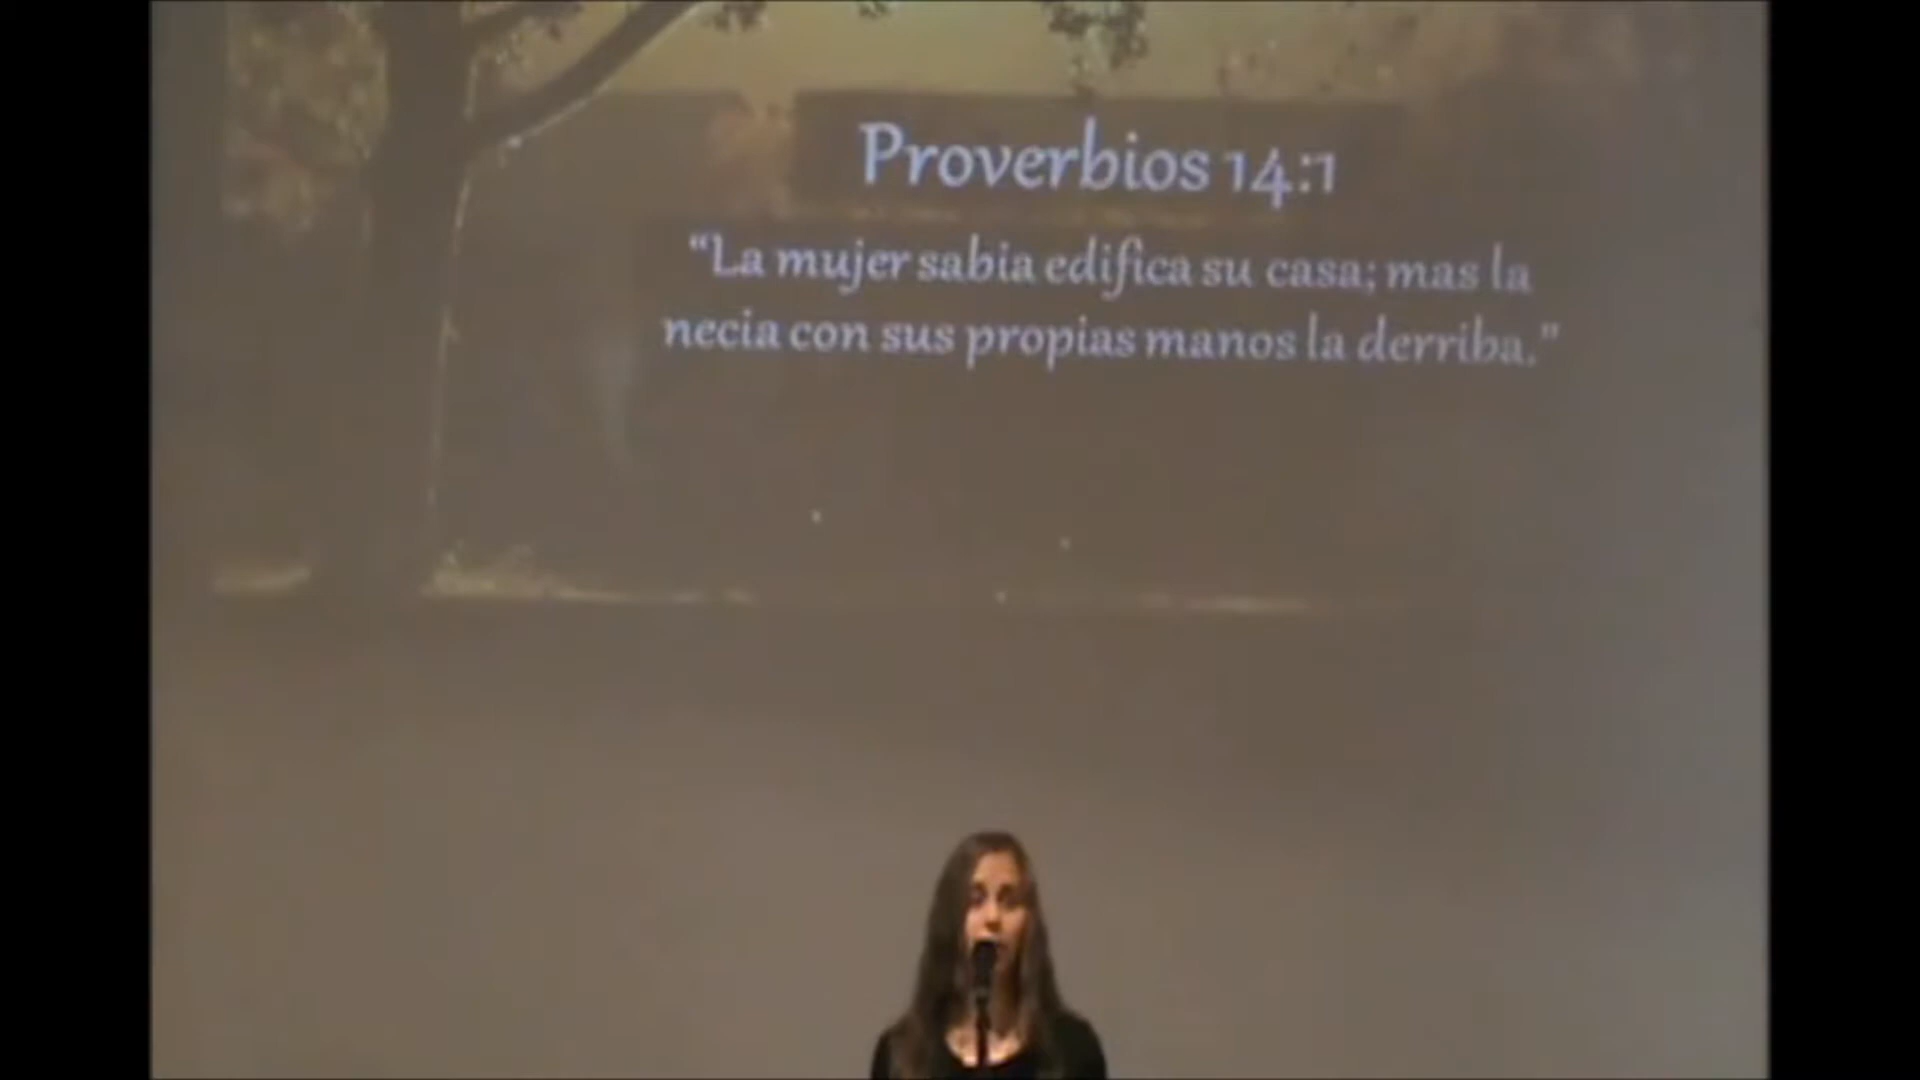 Proverbios 14:1
“La mujer sabia edifica su casa; mas la
necia con sus propias manos la derriba.”